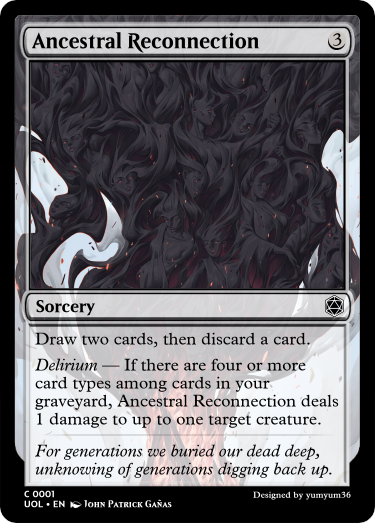 Ancestral Reconnection 3
Sorcery
Draw two cards, then discard a card.
Delirium — If there are four or more
card types among cards in your
graveyard, Ancestral Reconnection deals
1 damage to up to one target creature.
For generations we buried our dead deep,
unknowing of generations digging back up.
C 0001
UOL • EN John Patrick Gañas
Designed by yumyum36